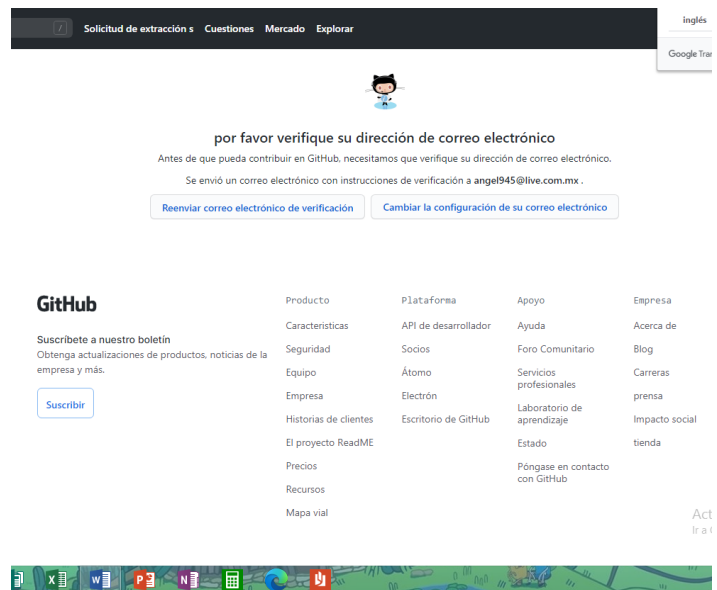 / Solicitud de extracción s Cuestiones Mercado Explorar
inglés
Google
por favor verifique su dirección de correo electrónico
Antes de que pueda contribuir en GitHub, necesitamos que verifique su dirección de correo electrónico.
Se envió un correo electrónico con instrucciones de verificación a angel945@live.com.mx .
Reenviar correo electrónico de verificación Cambiar la configuración de su correo electrónico
GitHub
Suscríbete a nuestro boletín
Obtenga actualizaciones de productos, noticias de la
empresa y más.
Suscribir
Producto
Características
Seguridad
Equipo
Empresa
Historias de clientes
El proyecto ReadME
Precios
Recursos
Mapa vial
Plataforma
API de desarrollador
Socios
Átomo
Electrón
Escritorio de GitHub
Apoyo
Ayuda
Foro Comunitario
Servicios
profesionales
Laboratorio de
aprendizaje
Estado
Póngase en contacto
con GitHub
Empresa
Acerca de
Blog
Carreras
prensa
Impacto social
tienda
Ir a